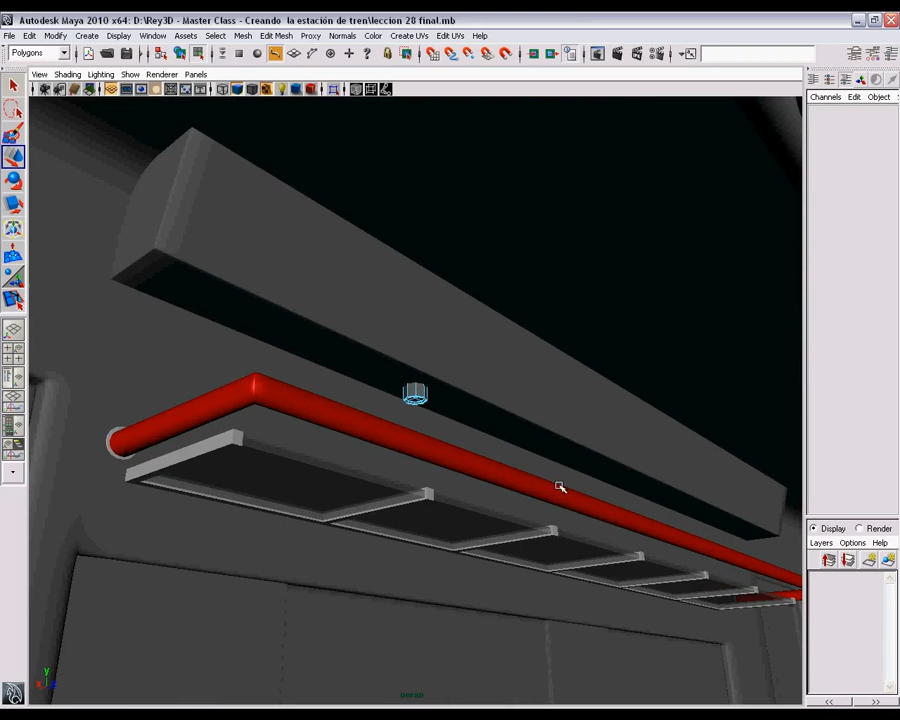 Autodesk Maya 2010 x64: D:\Rey3D - Master Class - Creando la estación de tren\leccion 28 final.mb
File Edit Modify Create Display Window Assets Select Mesh Edit Mesh Proxy Normals Color Create UVs Edit UVs Help
Polygons
View Shading Lighting Show Renderer Panels
Channels Edit Object
persp
y
Display Render
Layers Options Help
<< >>